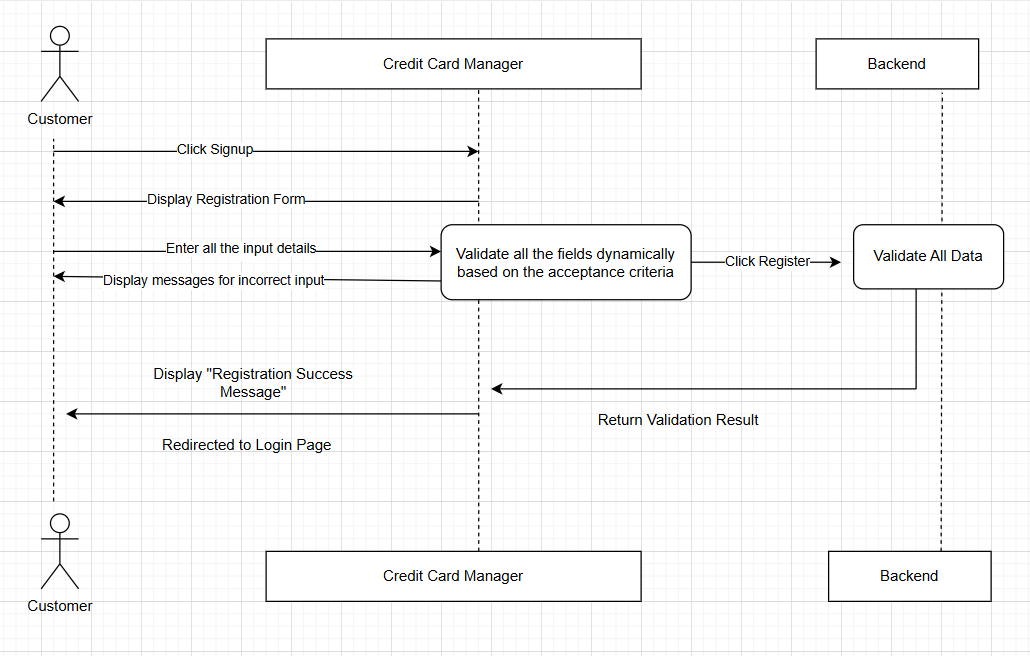 Credit Card Manager
Backend
Customer
Click Signup
Display Registration Form
Enter all the input details
Validate all the fields dynamically
based on the acceptance criteria
Click Register
Validate All Data
Display messages for incorrect input
Display "Registration Success
Message"
Return Validation Result
Redirected to Login Page
Credit Card Manager
Backend
Customer